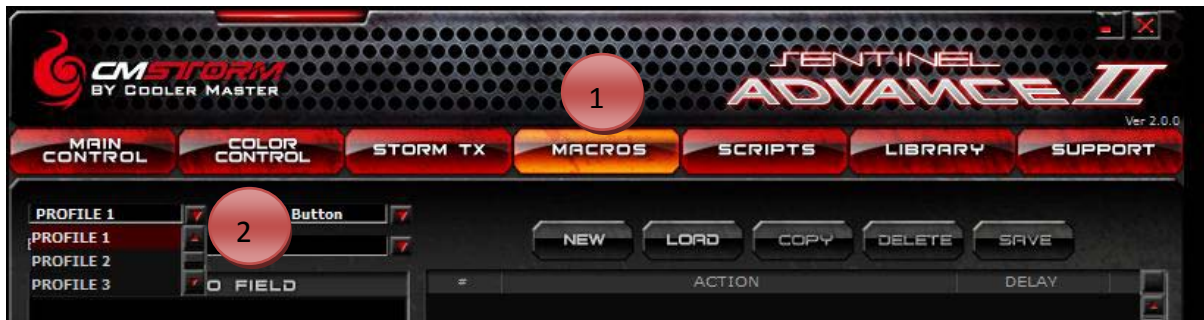 CMSTORM
BY COOLER MASTER
SENTINEL
ADVANCE II
1
Ver 2.0.0
MAIN CONTROL
COLOR CONTROL
STORM TX
MACROS
SCRIPTS
LIBRARY
SUPPORT
PROFILE 1
2
Button
PROFILE 1
PROFILE 2
PROFILE 3
O FIELD
NEW
LOAD
COPY
DELETE
SAVE
#
ACTION
DELAY